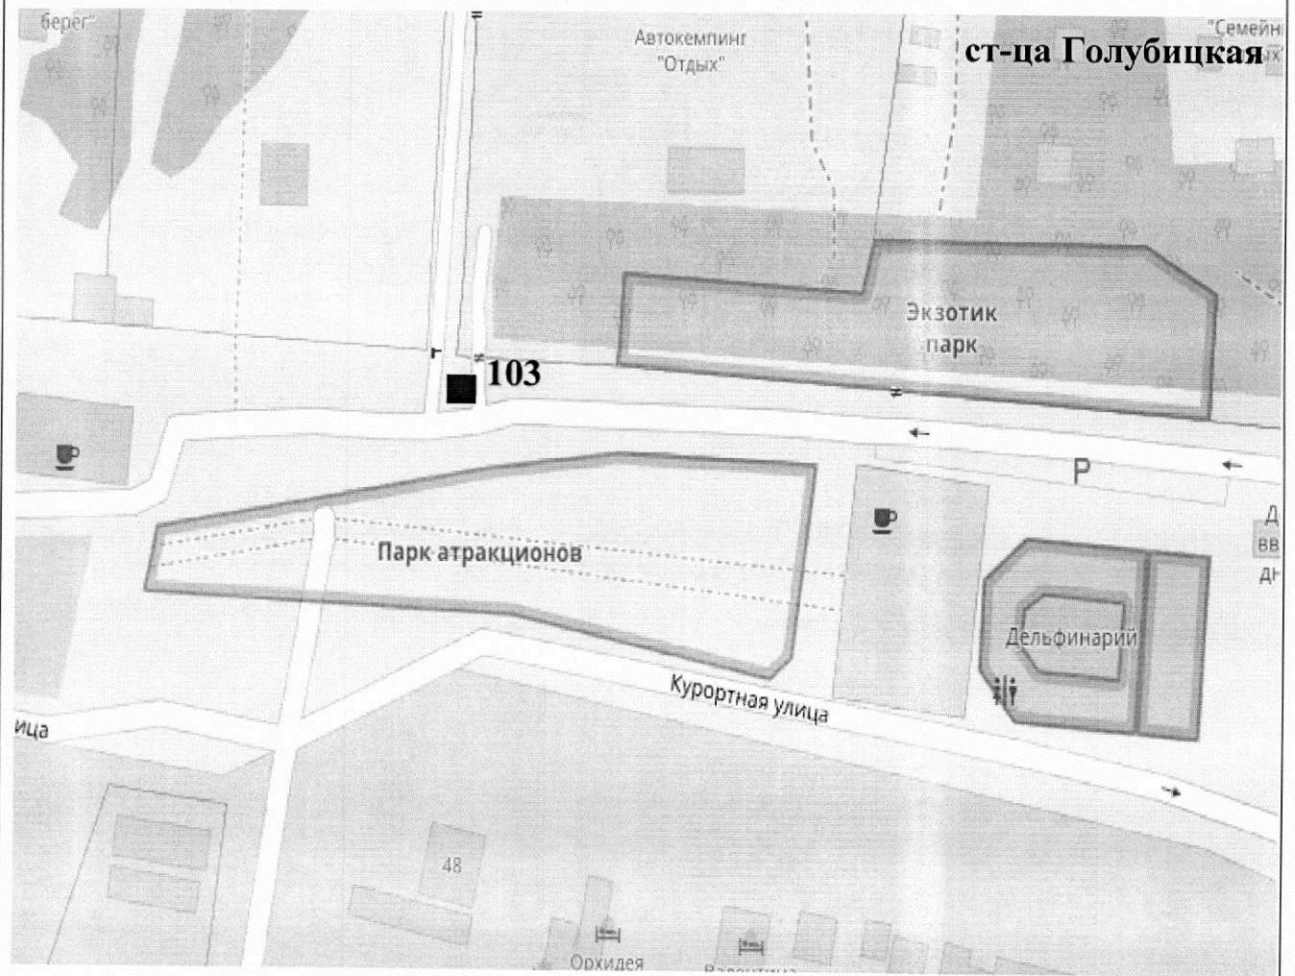 берег"
Автокемпинг
"Отдых"
"Семейн
ст-ца Голубицкая
Экзотик
парк
103
P
Парк атракционов
Дельфинарий
Курортная улица
ица
48
Орхидея